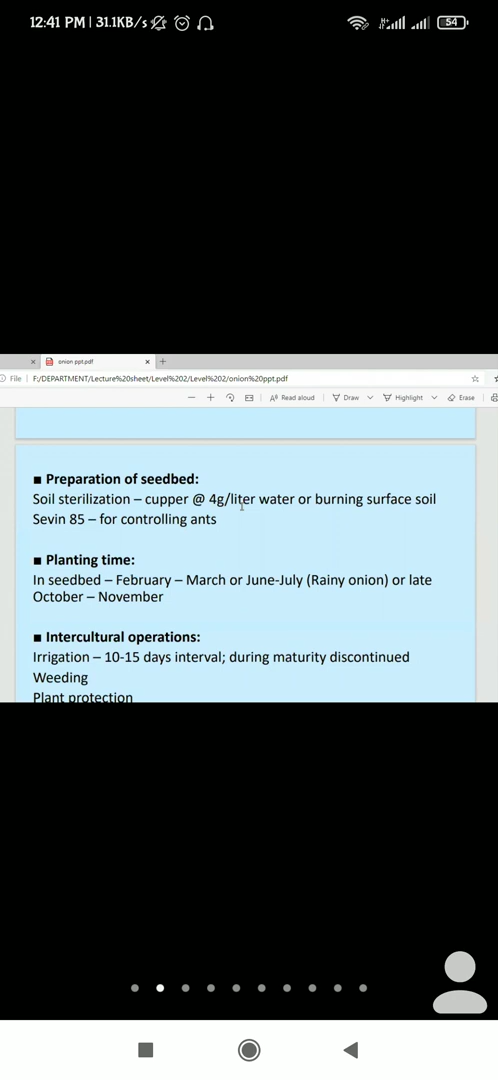 12:41 PM | 31.1KB/s
54
onion ppt.pdf
File | F:/DEPARTMENT/Lecture%20sheet/Level%202/Level%202/onion%20ppt.pdf
Read aloud Draw Highlight Erase
■ Preparation of seedbed:
Soil sterilization – cupper @ 4g/liter water or burning surface soil
Sevin 85 – for controlling ants
■ Planting time:
In seedbed – February – March or June-July (Rainy onion) or late
October – November
■ Intercultural operations:
Irrigation – 10-15 days interval; during maturity discontinued
Weeding
Plant protection